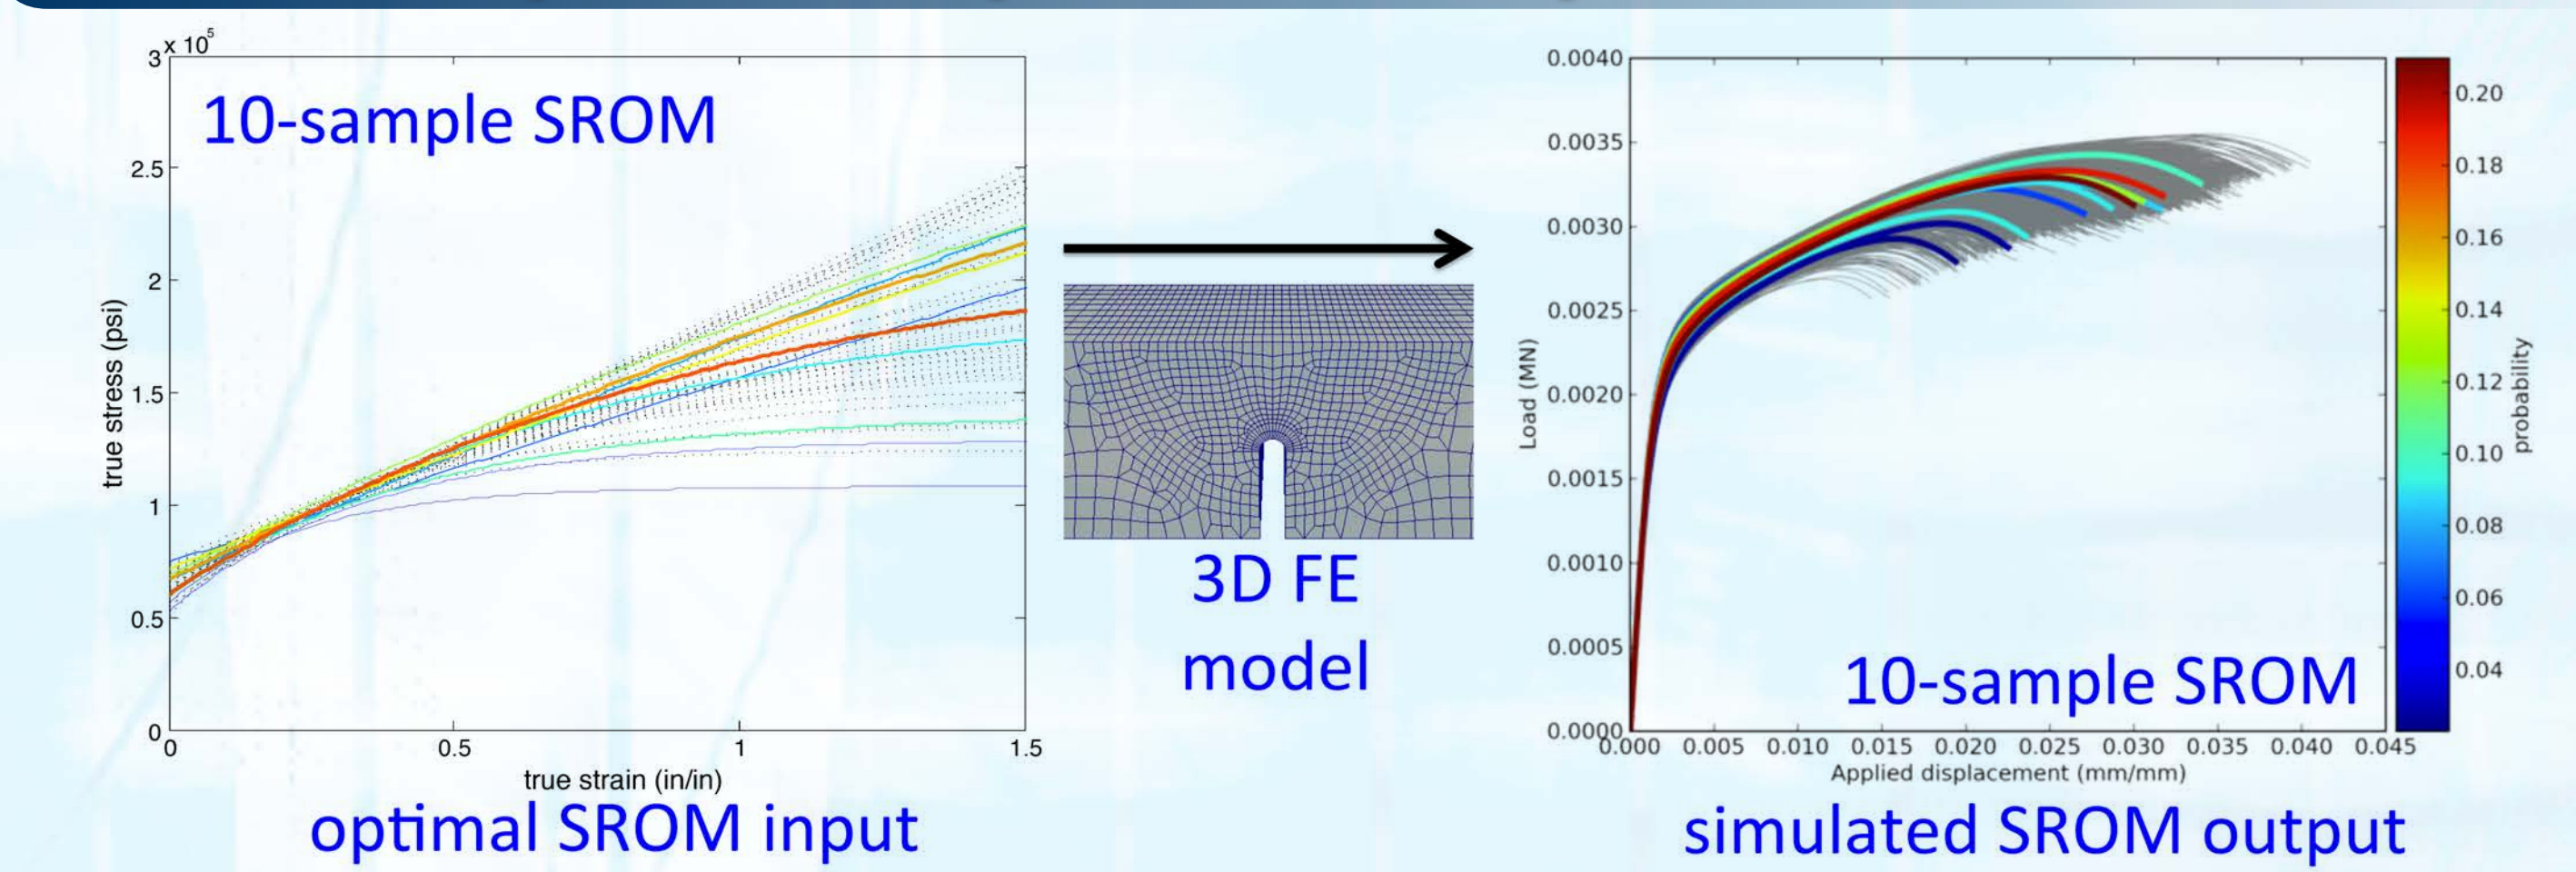 x 10^5
3
10-sample SROM
2.5
2
1.5
1
0.5
0
true stress (psi)
0 0.5 1 1.5
true strain (in/in)
optimal SROM input
3D FE
model
0.0040
0.0035
0.0030
0.0025
0.0020
0.0015
0.0010
0.0005
0.0000
Load (MN)
10-sample SROM
0.000 0.005 0.010 0.015 0.020 0.025 0.030 0.035 0.040 0.045
Applied displacement (mm/mm)
0.20
0.18
0.16
0.14
0.12
0.10
0.08
0.06
0.04
probability
simulated SROM output